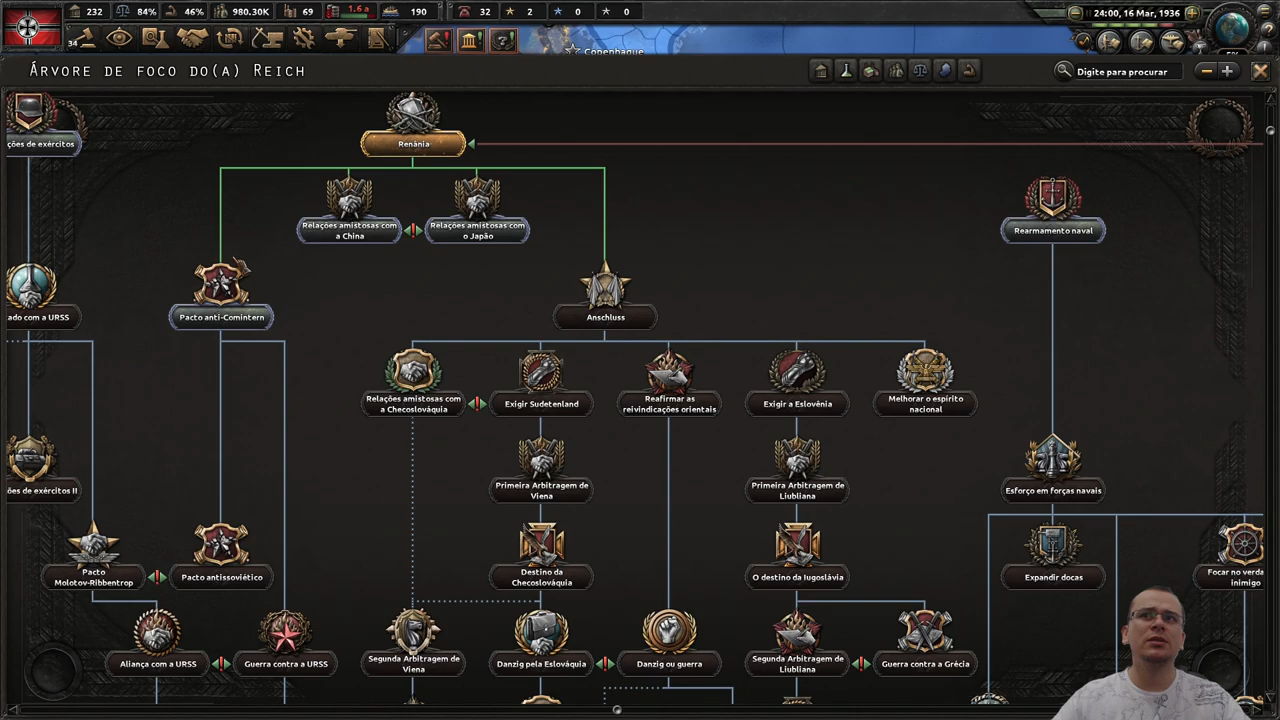 232
84%
46%
980.30K
69
1.6 a
190
32
2
0
0
24:00, 16 Mar, 1936
34
Copenhague
Árvore de foco do(a) Reich
Digite para procurar
ções de exércitos
Renânia
Relações amistosas com
a China
Relações amistosas com
o Japão
Rearmamento naval
ado com a URSS
Pacto anti-Comintern
Anschluss
Relações amistosas com
a Checoslováquia
Exigir Sudetenland
Reafirmar as
reivindicações orientais
Exigir a Eslovênia
Melhorar o espírito
nacional
ões de exércitos II
Primeira Arbitragem de
Viena
Primeira Arbitragem de
Liubliana
Esforço em forças navais
Pacto
Molotov-Ribbentrop
Pacto antissoviético
Destino da
Checoslováquia
O destino da Iugoslávia
Expandir docas
Focar no verda
inimigo
Aliança com a URSS
Guerra contra a URSS
Segunda Arbitragem de
Viena
Danzig pela Eslováquia
Danzig ou guerra
Segunda Arbitragem de
Liubliana
Guerra contra a Grécia